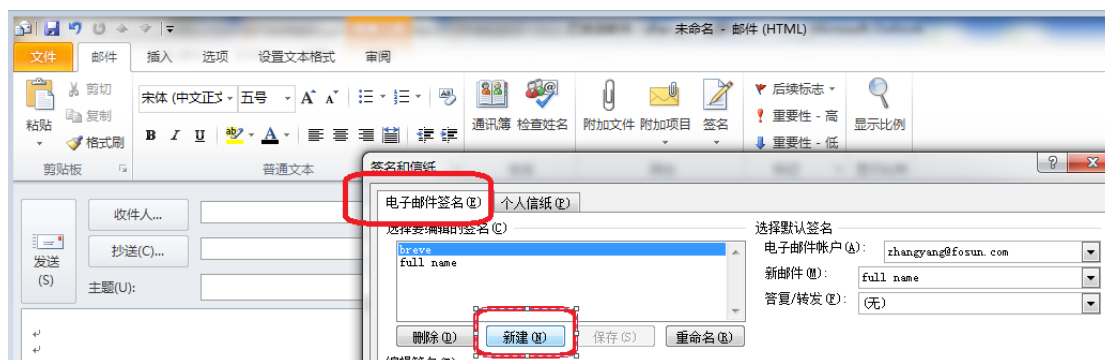 未命名 - 邮件 (HTML)
文件 邮件 插入 选项 设置文本格式 审阅
粘贴 剪切 复制 格式刷
宋体 (中文正文 五号 A A
B I U ab A
通讯簿 检查姓名 附加文件 附加项目 签名
后续标志
重要性 - 高
重要性 - 低
显示比例
剪贴板 普通文本
签名和信纸
电子邮件签名(E) 个人信纸(P)
选择要编辑的签名(C)
breve
full name
删除(D) 新建(N) 保存(S) 重命名(R)
选择默认签名
电子邮件帐户(A): zhangyang@fosun.com
新邮件(M): full name
答复/转发(F): (无)
发送
(S)
收件人...
抄送(C)...
主题(U):